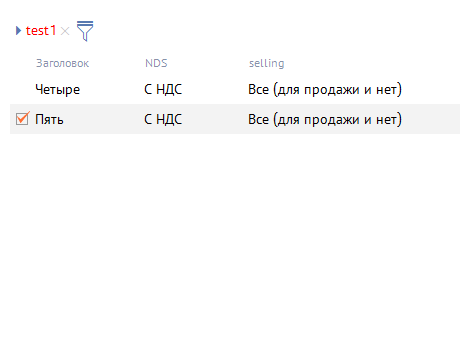 test1
Заголовок NDS selling
Четыре С НДС Все (для продажи и нет)
Пять С НДС Все (для продажи и нет)